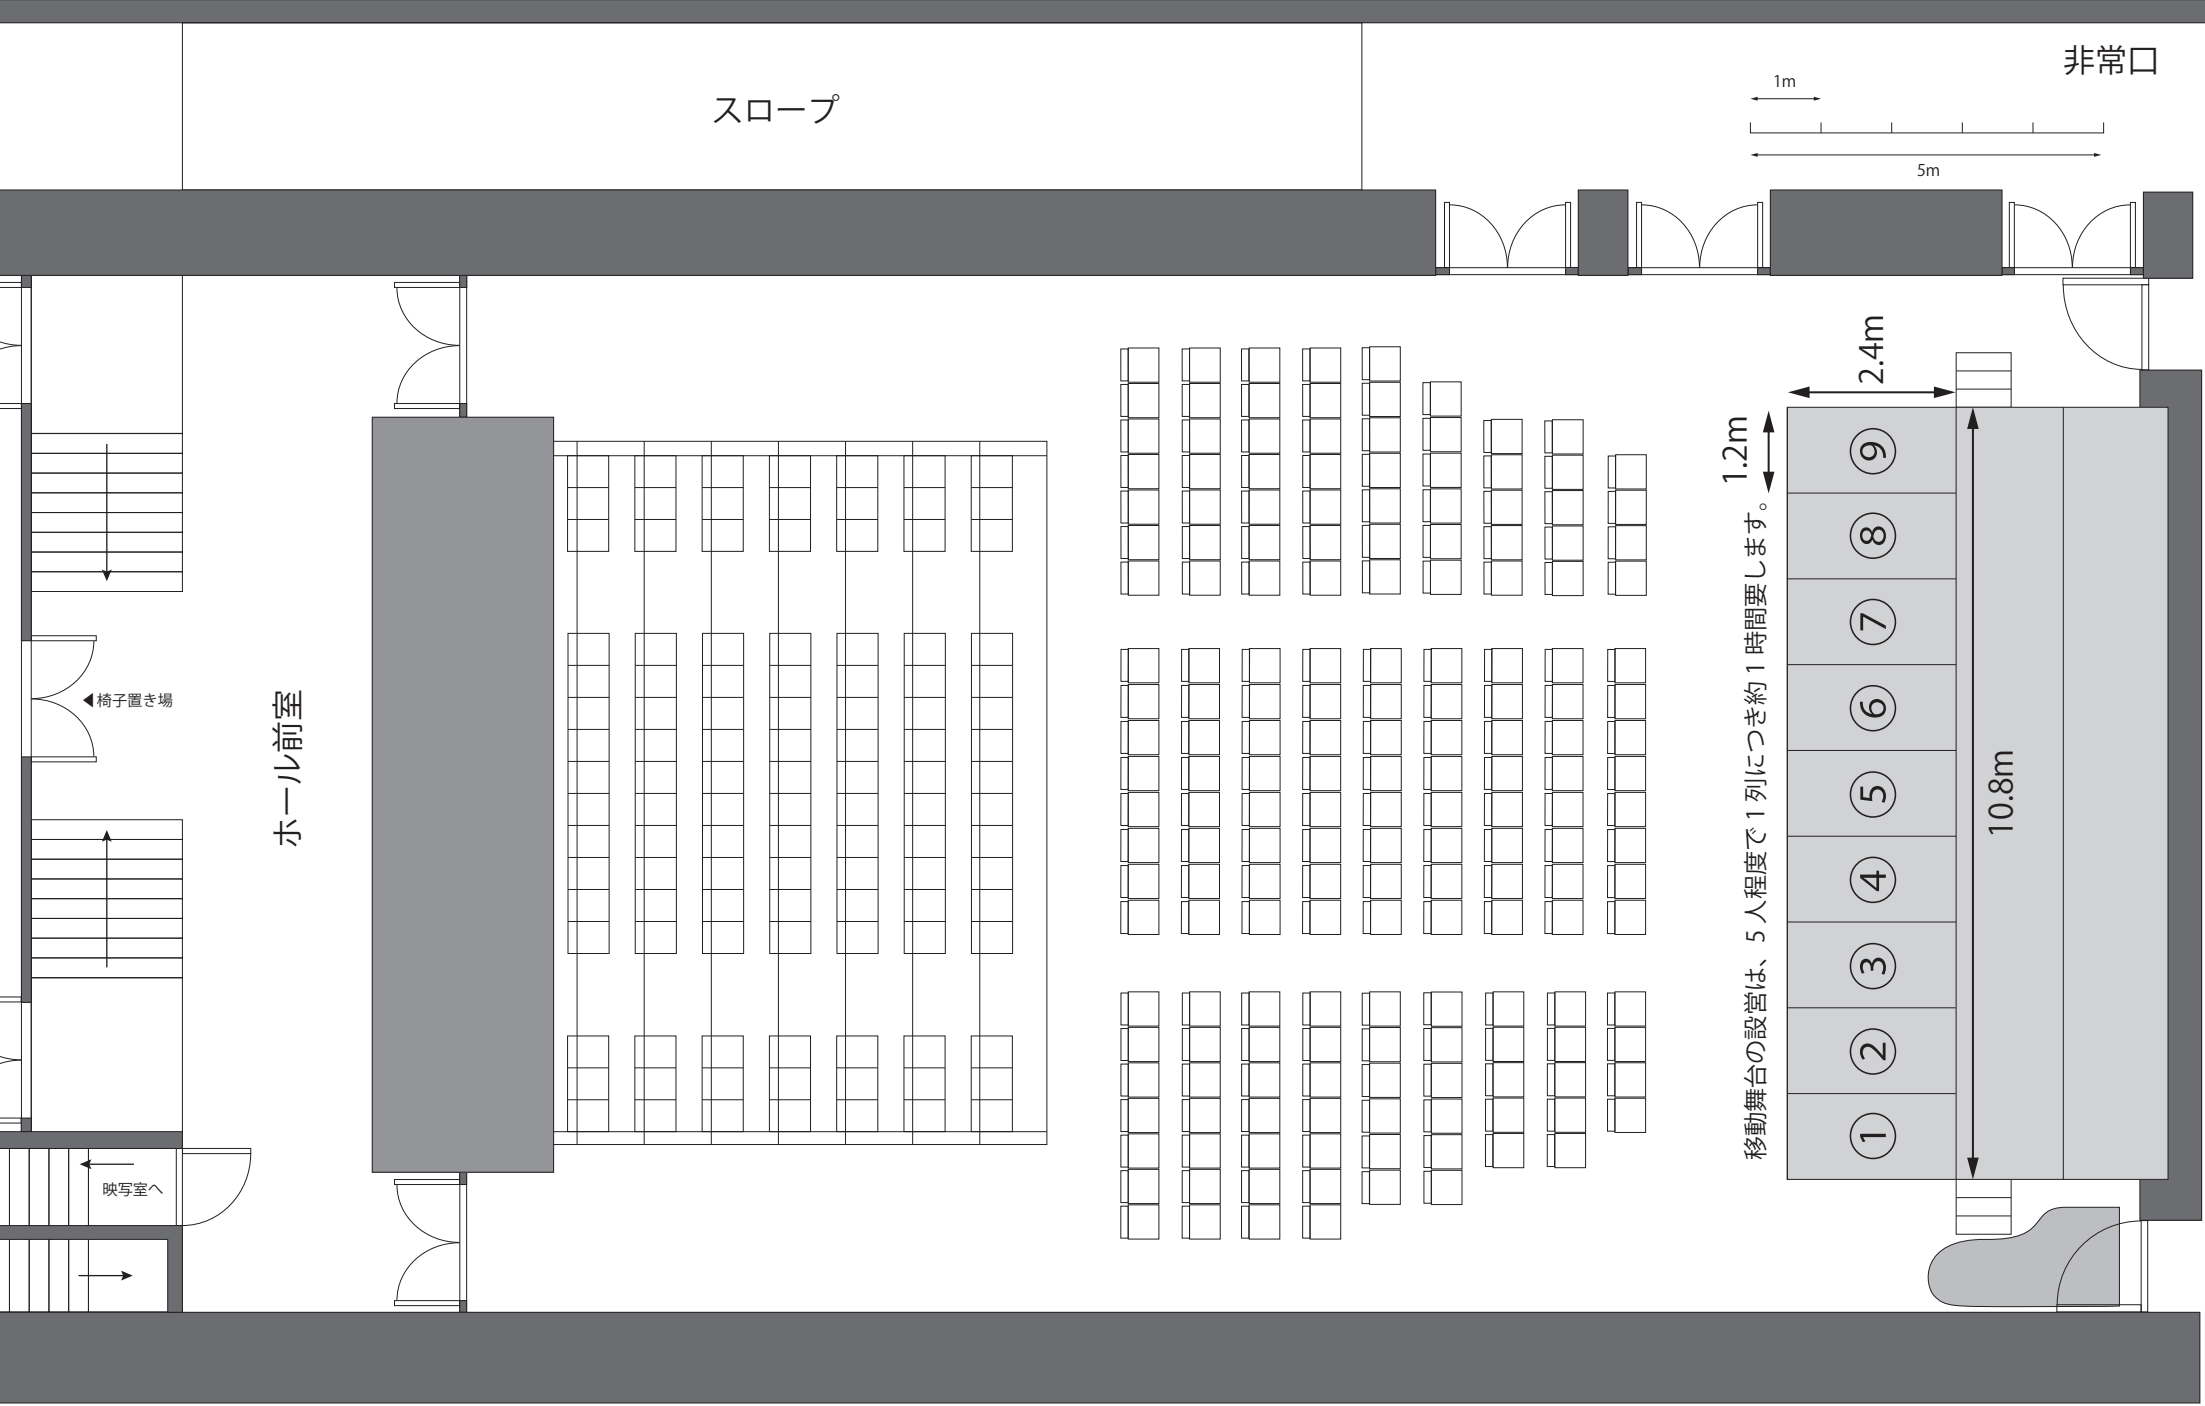 非常口
1m
スロープ
5m
2.4m
1.2m
移動舞台の設営は、5 人程度で 1 列につき約 1 時間要します。
⑨
⑧
⑦
⑥
⑤
④
③
②
①
10.8m
ホール前室
◀椅子置き場
映写室へ